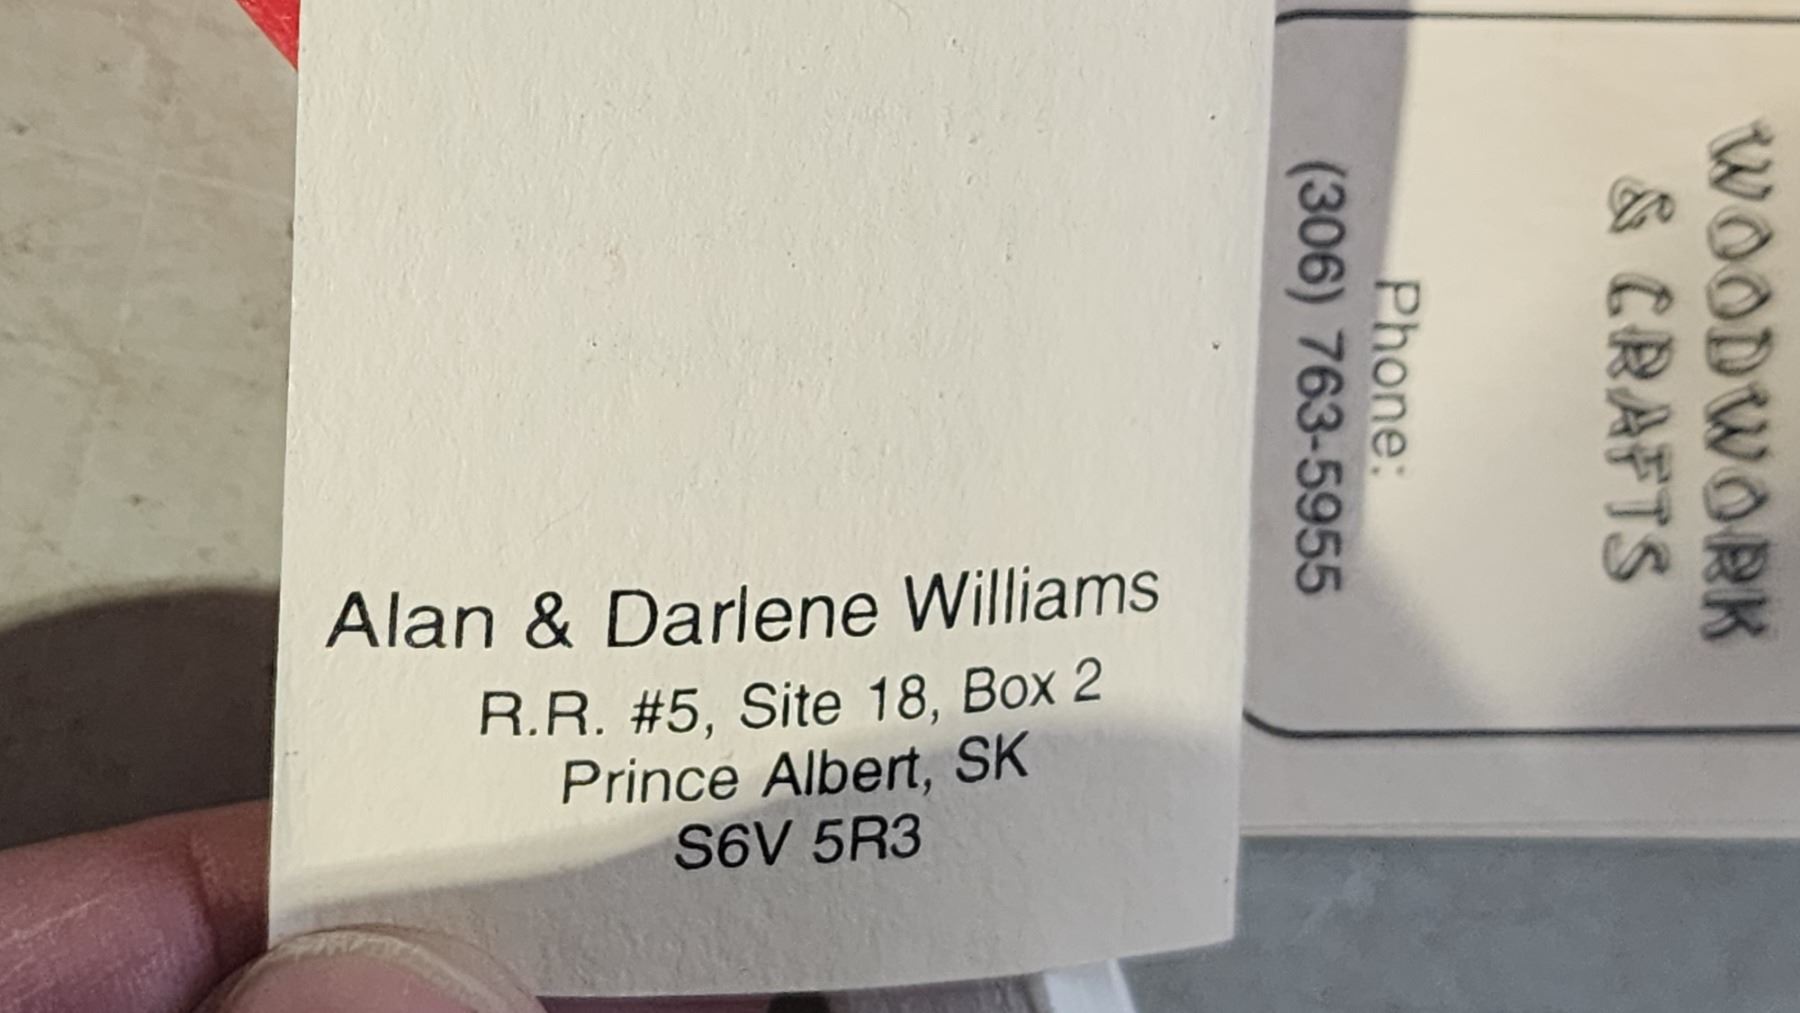 Alan & Darlene Williams
R.R. #5, Site 18, Box 2
Prince Albert, SK
S6V 5R3
WOODWORK
& CRAFTS
Phone:
(306) 763-5955